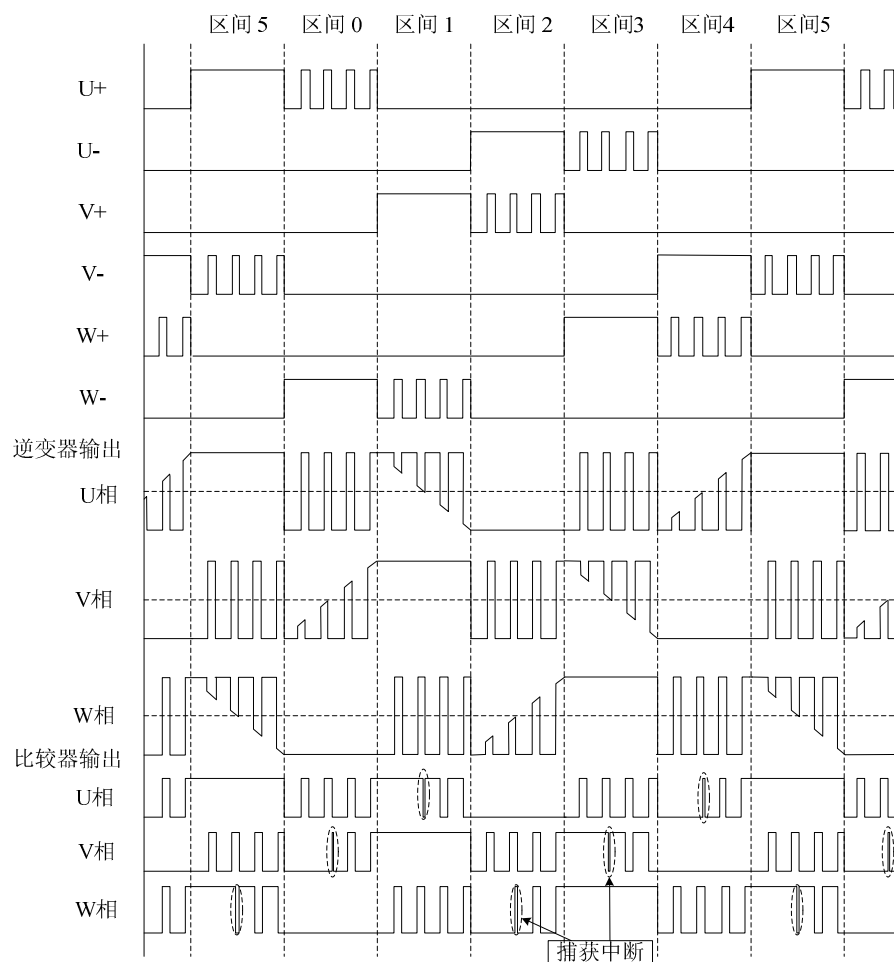 区间 5 区间 0 区间 1 区间 2 区间3 区间4 区间5
U+
U-
V+
V-
W+
W-
逆变器输出
U相
V相
W相
比较器输出
U相
V相
W相
捕获中断